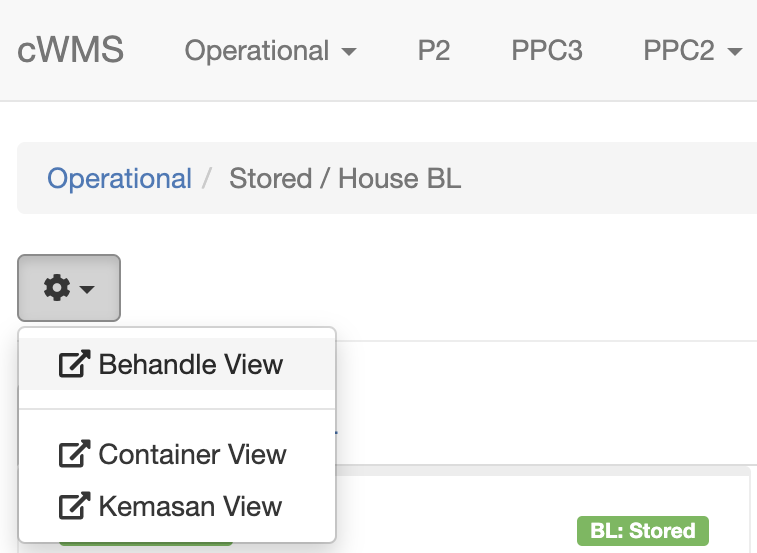 cWMS Operational P2 PPC3 PPC2
Operational / Stored / House BL
Behandle View
Container View
Kemasan View
BL: Stored